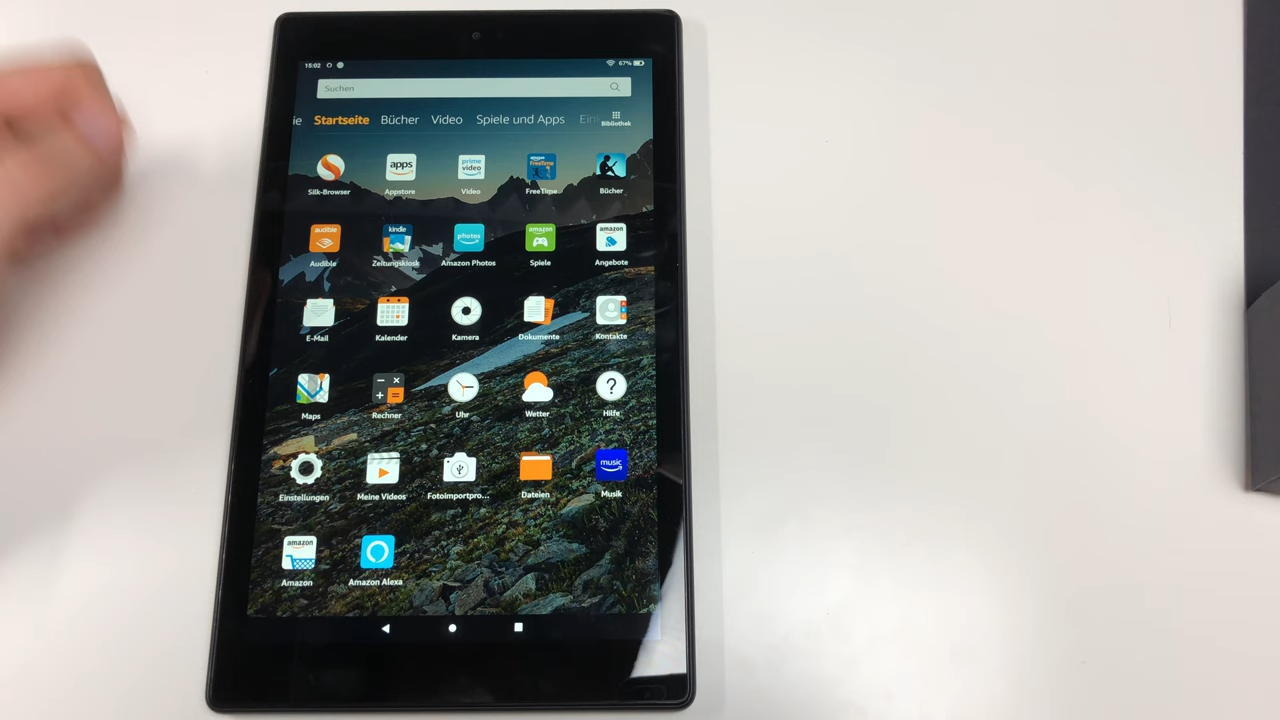 15:02 67%
Suchen
ie Startseite Bücher Video Spiele und Apps Ein Bibliothek
apps prime video amazon FreeTime
Silk-Browser Appstore Video FreeTime Bücher
audible kindle photos amazon amazon
Audible Zeitungskiosk Amazon Photos Spiele Angebote
E-Mail Kalender Kamera Dokumente Kontakte
?
Maps Rechner Uhr Wetter Hilfe
music
Einstellungen Meine Videos Fotoimportpro... Dateien Musik
amazon
Amazon Amazon Alexa